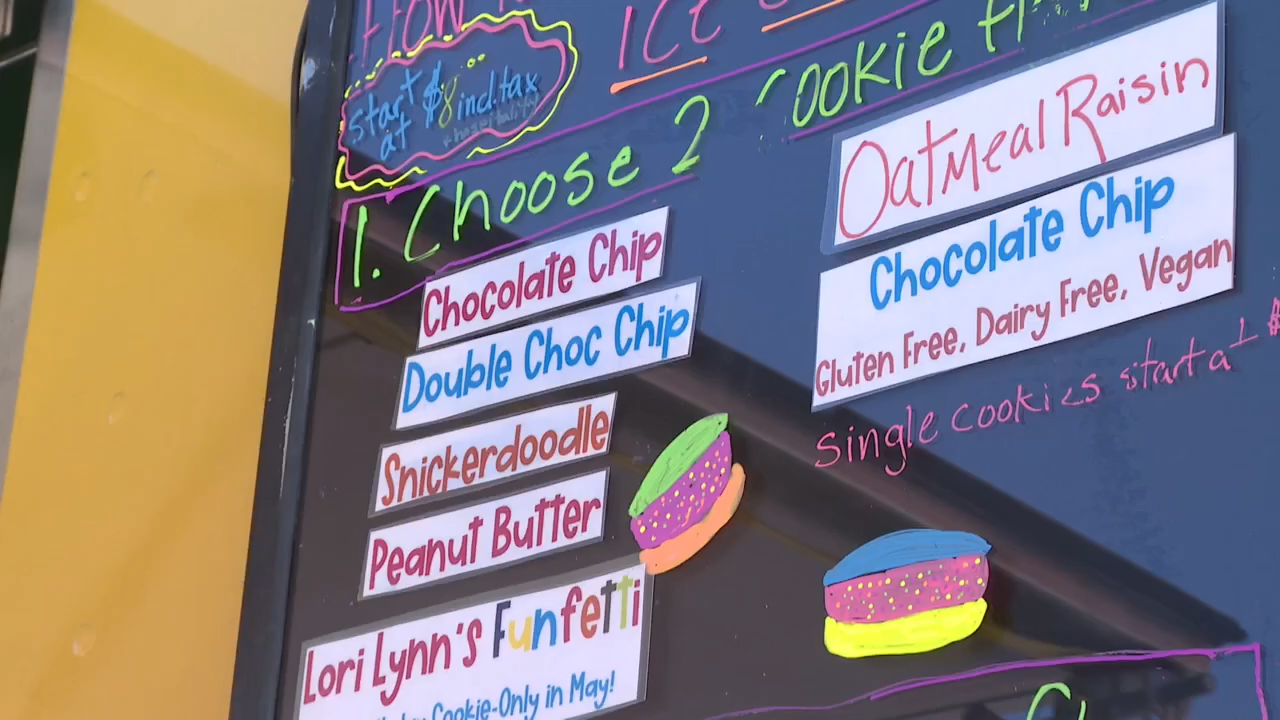 start $8 incl.tax
at + hospitality
ICE
1. Choose 2 Cookie
Chocolate Chip
Double Choc Chip
Snickerdoodle
Peanut Butter
Lori Lynn's Funfetti
Cookie-Only in May!
Oatmeal Raisin
Chocolate Chip
Gluten Free, Dairy Free, Vegan
Single cookies start at